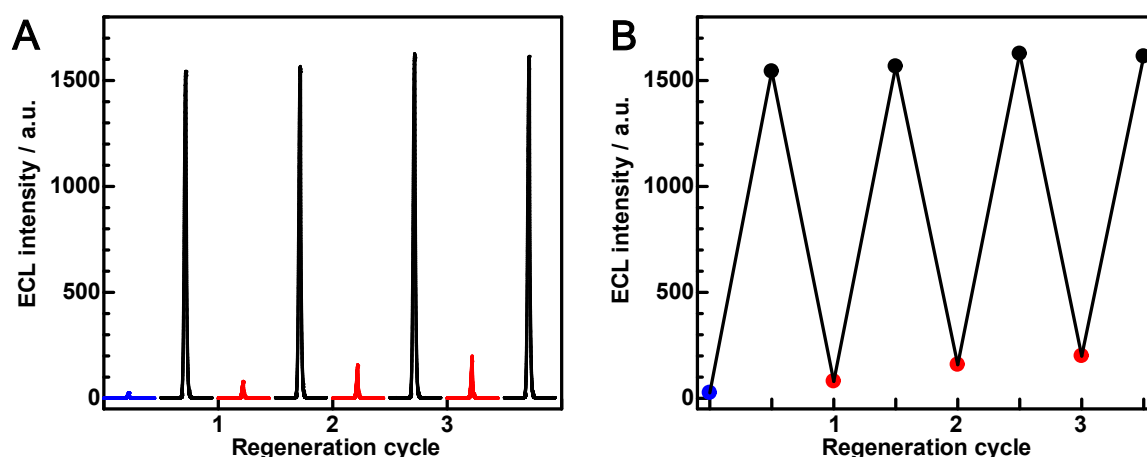 A
ECL intensity / a.u.
1500
1000
500
0
1 2 3
Regeneration cycle
B
ECL intensity / a.u.
1500
1000
500
0
1 2 3
Regeneration cycle